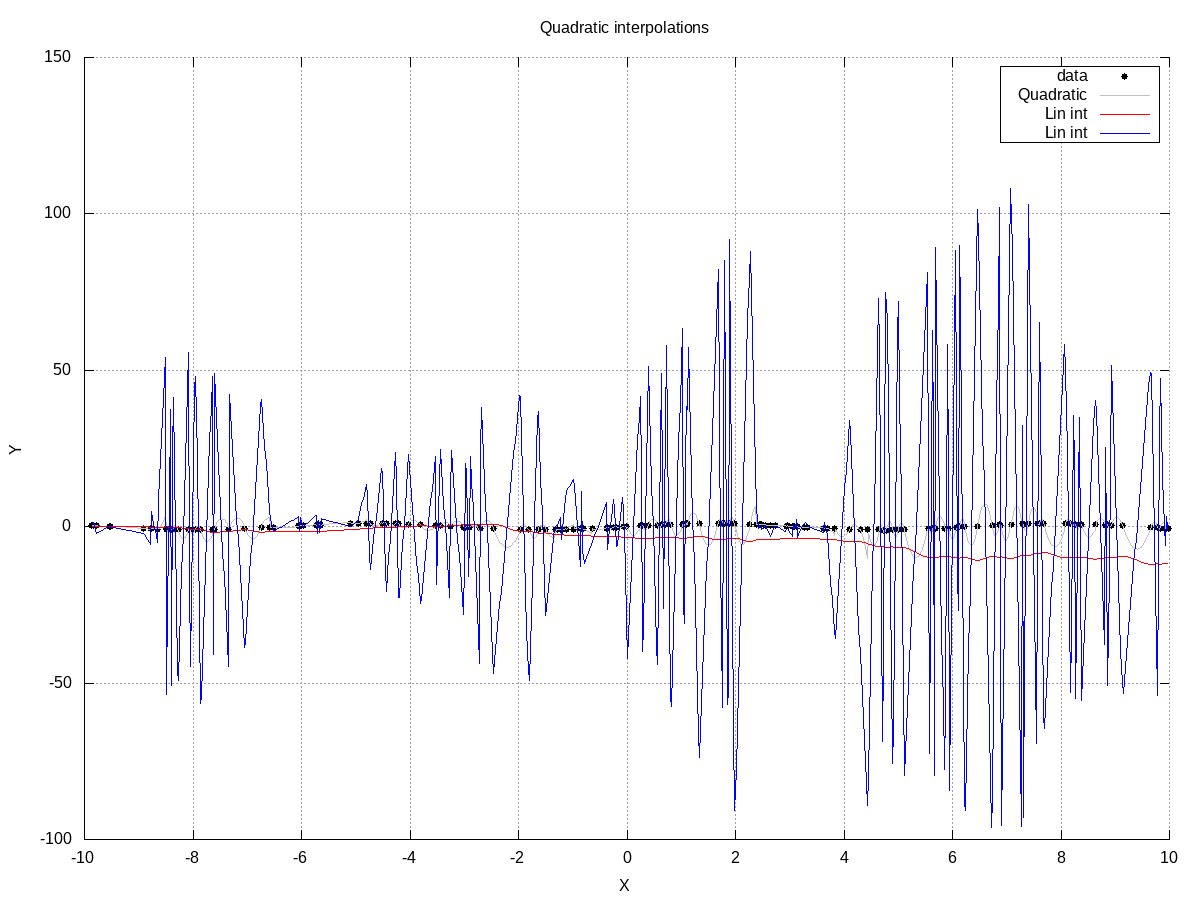 Quadratic interpolations
150
100
50
0
-50
-100
Y
data
Quadratic
Lin int
Lin int
-10 -8 -6 -4 -2 0 2 4 6 8 10
X